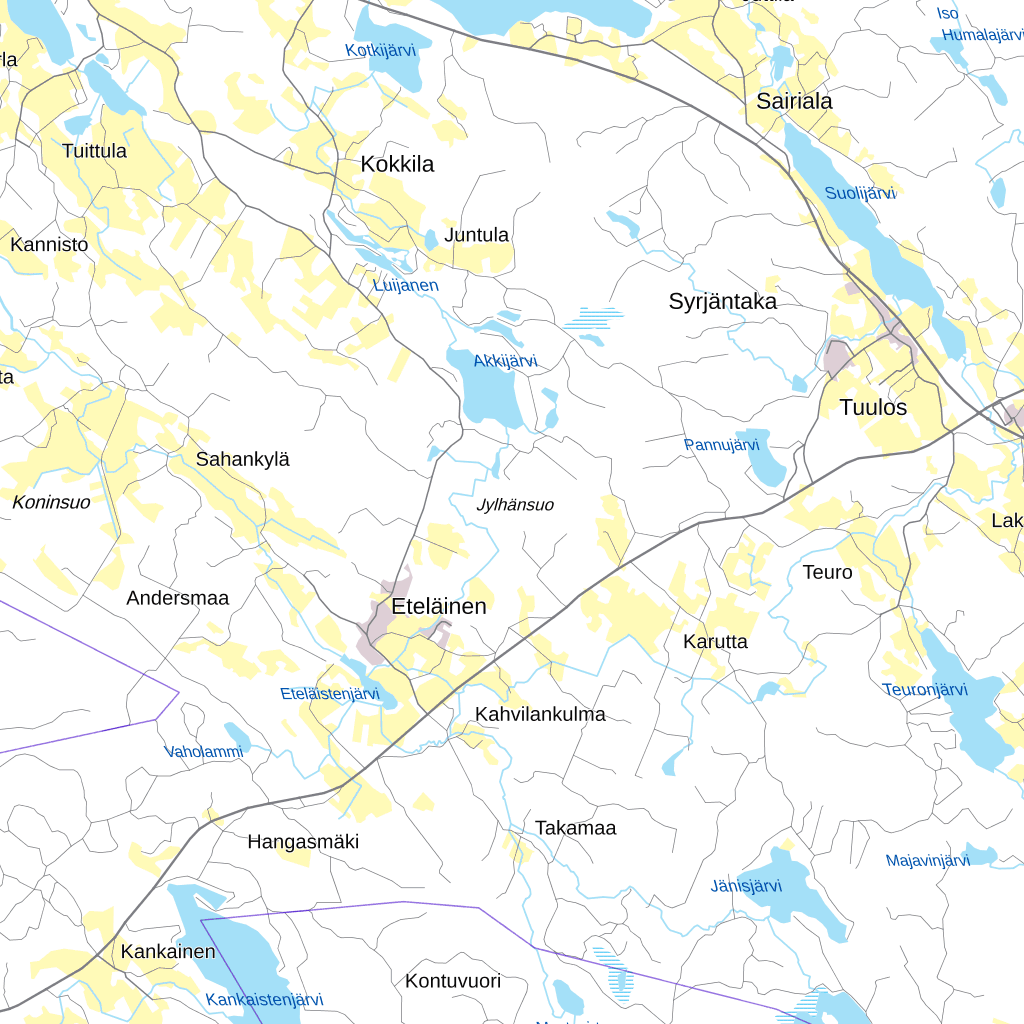 Iso
Humalajärvi
Kotkijärvi
Sairiala
Tuittula
Kokkila
Suolijärvi
Kannisto
Juntula
Luijanen
Syrjäntaka
Akkijärvi
Tuulos
Pannujärvi
Sahankylä
Koninsuo
Jylhänsuo
Lak
Teuro
Andersmaa
Eteläinen
Karutta
Eteläistenjärvi
Teuronjärvi
Kahvilankulma
Vaholammi
Takamaa
Hangasmäki
Majavinjärvi
Jänisjärvi
Kankainen
Kontuvuori
Kankaistenjärvi